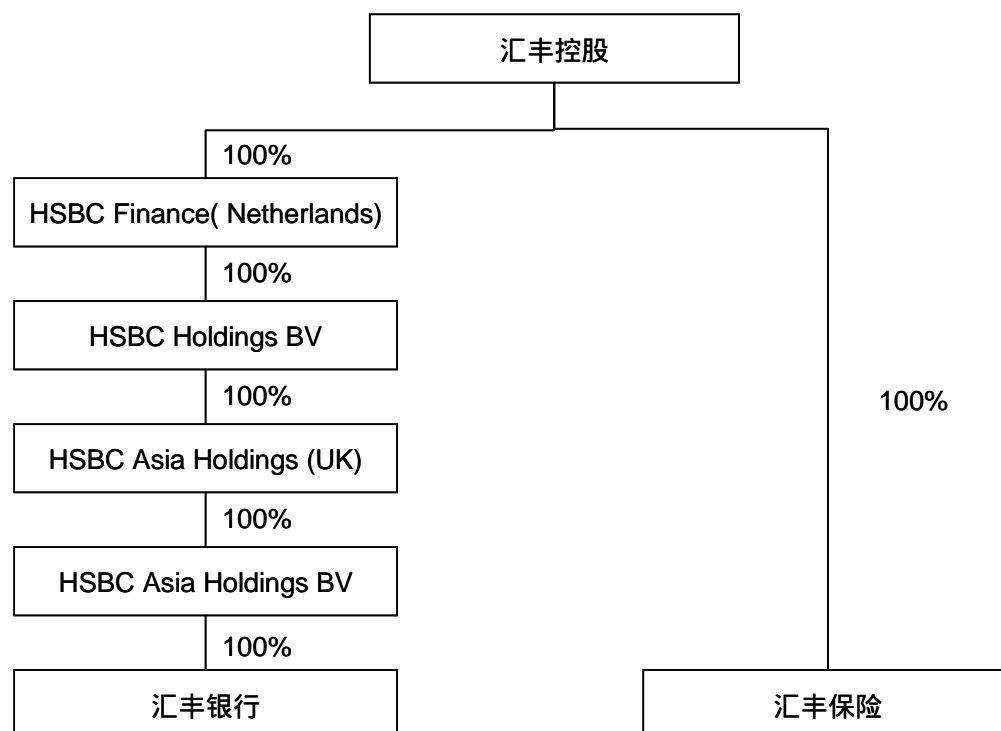 汇丰控股
100%
HSBC Finance( Netherlands)
100%
HSBC Holdings BV
100%
100%
HSBC Asia Holdings (UK)
100%
HSBC Asia Holdings BV
100%
汇丰银行
汇丰保险